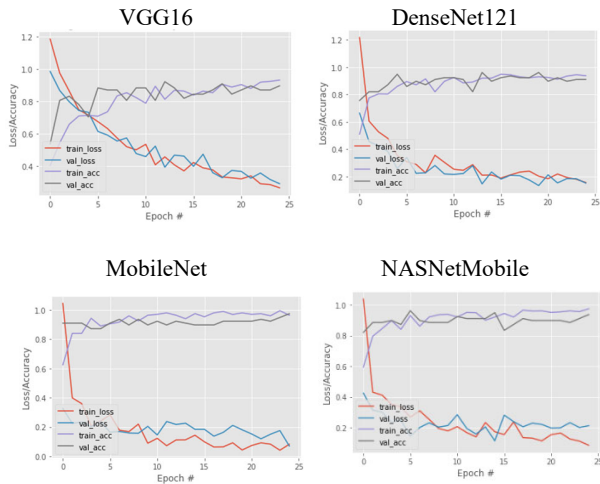 VGG16
1.2
1.0
0.8
0.6
0.4
Loss/Accuracy
train_loss
val_loss
train_acc
val_acc
0 5 10 15 20 25
Epoch #
DenseNet121
1.2
1.0
0.8
0.6
0.4
0.2
Loss/Accuracy
train_loss
val_loss
train_acc
val_acc
0 5 10 15 20 25
Epoch #
MobileNet
1.0
0.8
0.6
0.4
0.2
0.0
Loss/Accuracy
train_loss
val_loss
train_acc
val_acc
0 5 10 15 20 25
Epoch #
NASNetMobile
1.0
0.8
0.6
0.4
0.2
Loss/Accuracy
train_loss
val_loss
train_acc
val_acc
0 5 10 15 20 25
Epoch #